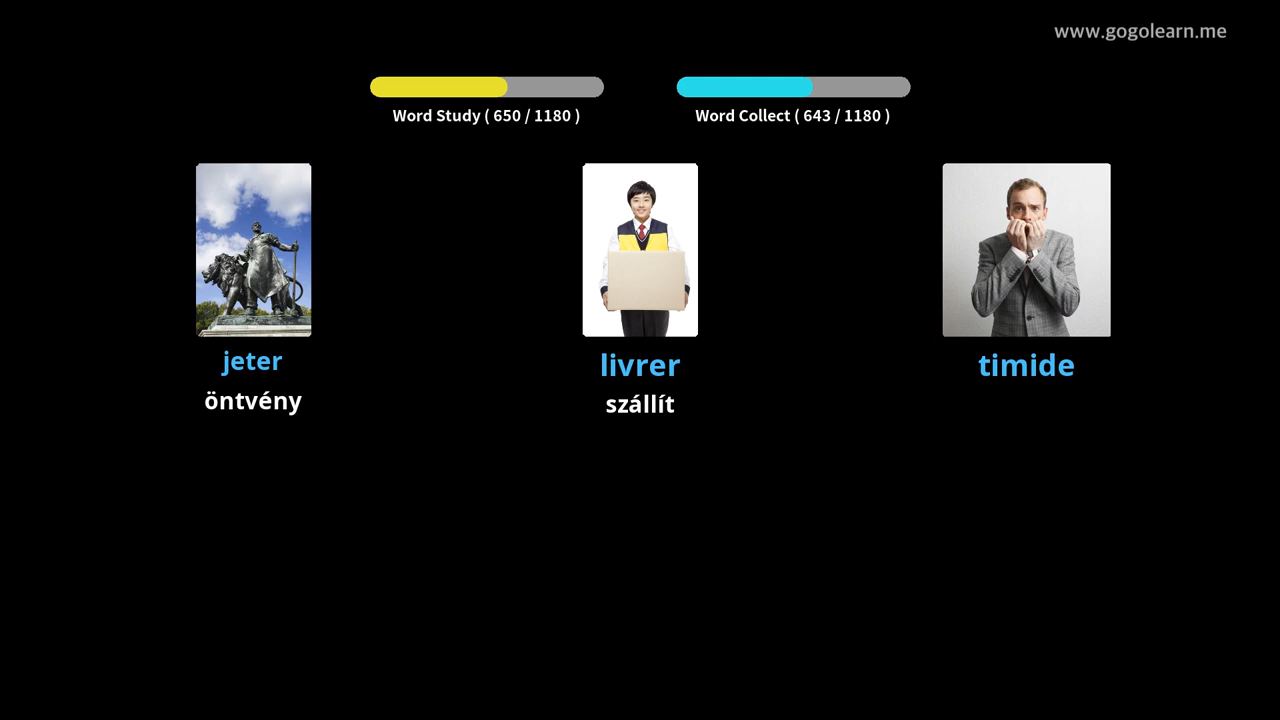 www.gogolearn.me
Word Study ( 650 / 1180 )
Word Collect ( 643 / 1180 )
jeter
öntvény
livrer
szállít
timide